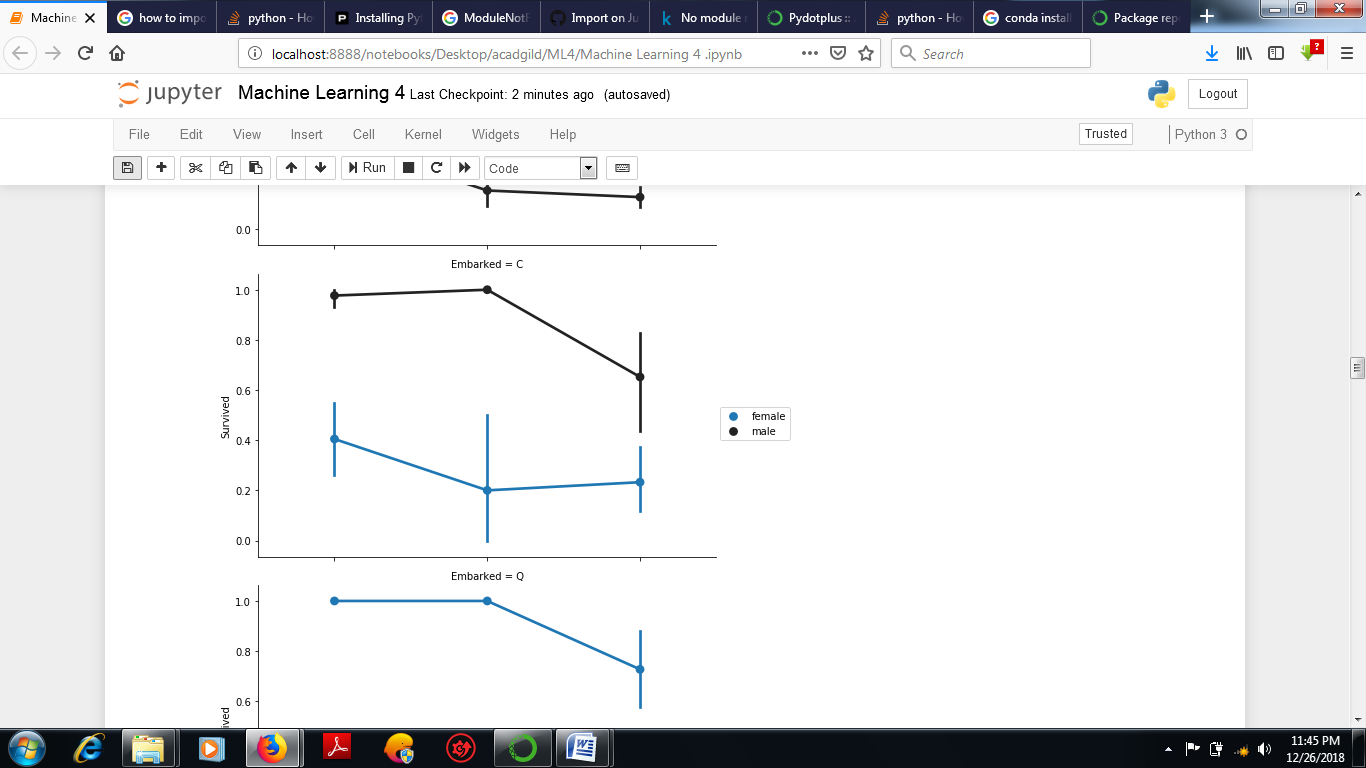 Machine
how to impo
python - Ho
Installing Py
ModuleNotF
Import on Ju
No module
Pydotplus ::
python - Ho
conda install
Package rep
localhost:8888/notebooks/Desktop/acadgild/ML4/Machine Learning 4 .ipynb
Search
jupyter Machine Learning 4 Last Checkpoint: 2 minutes ago (autosaved)
Logout
File Edit View Insert Cell Kernel Widgets Help
Trusted
Python 3
Run
Code
0.0
Embarked = C
1.0
0.8
0.6
0.4
0.2
0.0
Survived
female
male
Embarked = Q
1.0
0.8
0.6
ived
11:45 PM
12/26/2018